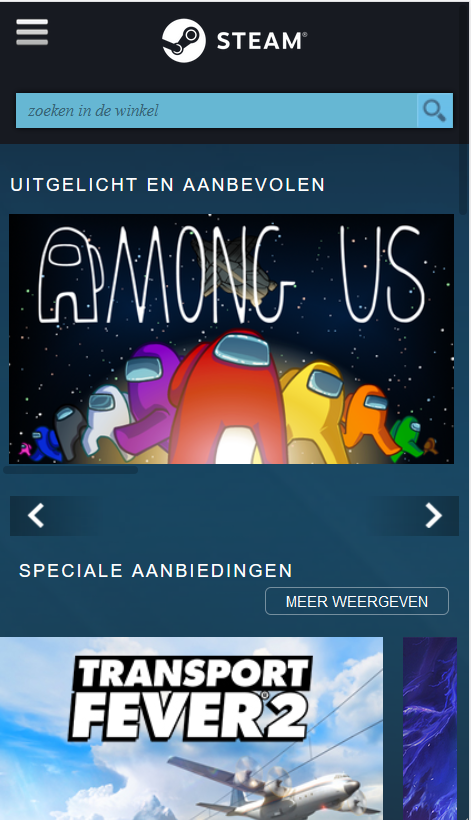 STEAM®
zoeken in de winkel
UITGELICHT EN AANBEVOLEN
AMONG US
SPECIALE AANBIEDINGEN
MEER WEERGEVEN
TRANSPORT
FEVER 2